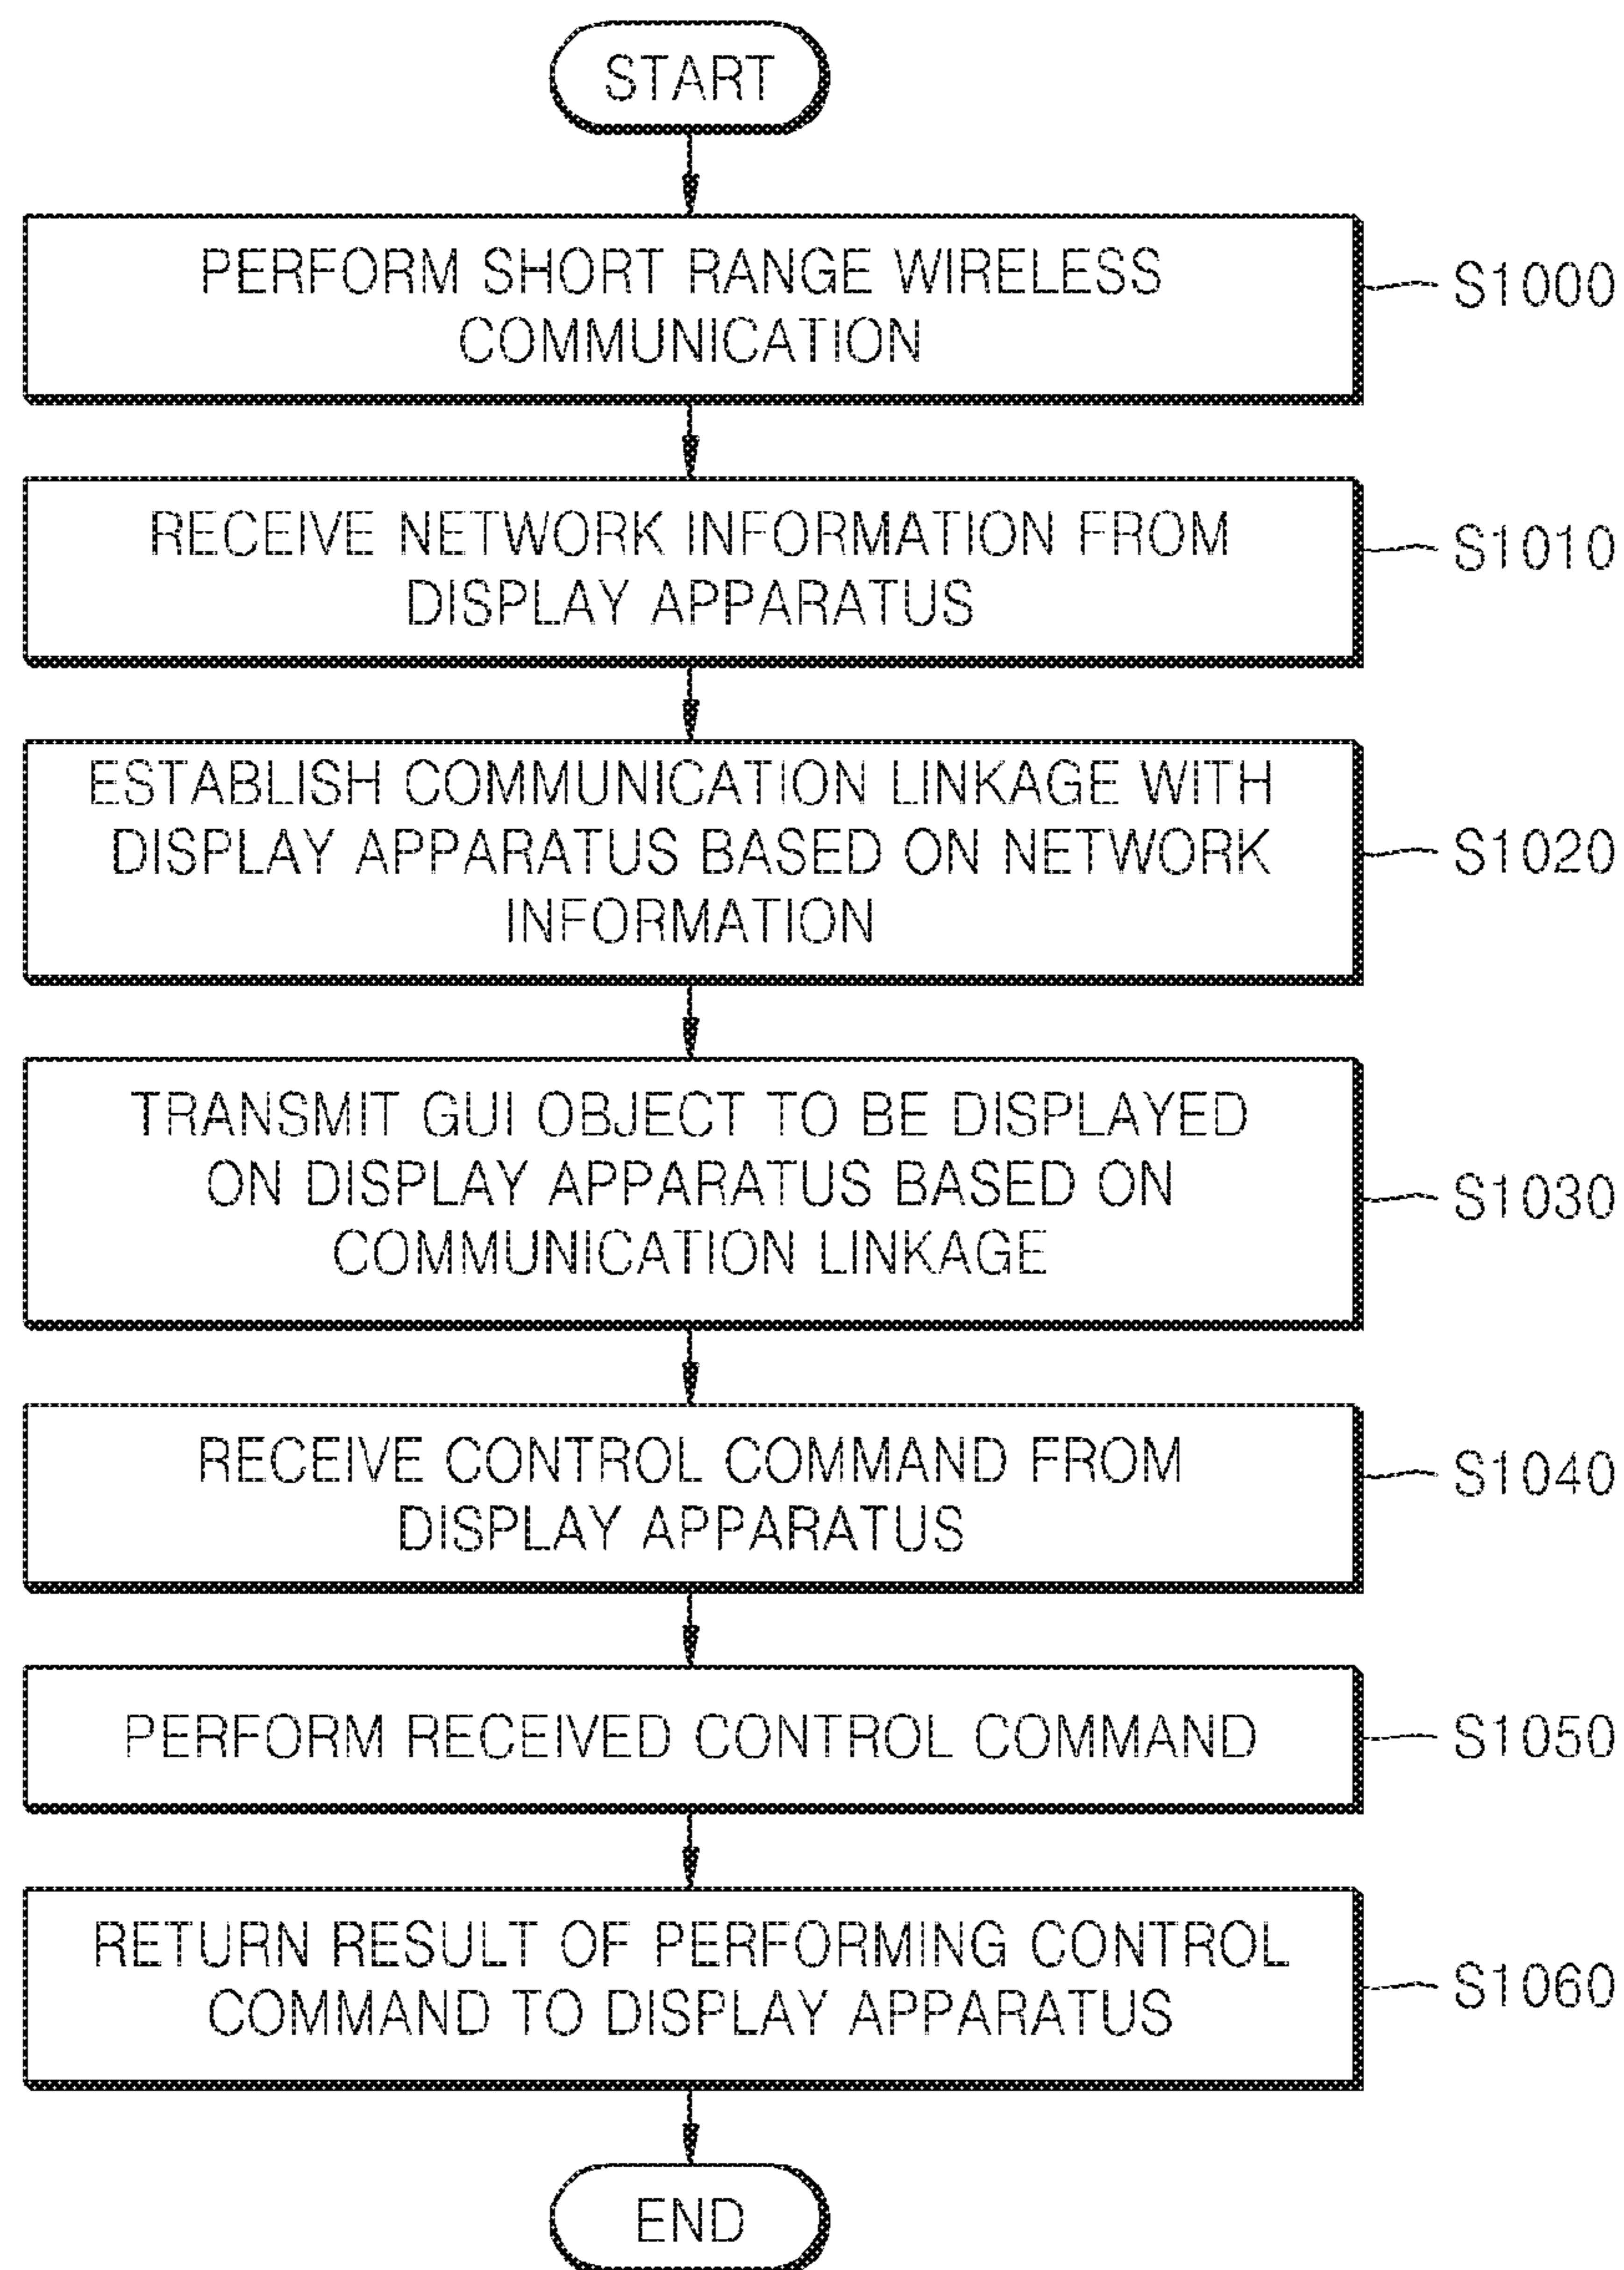 START
PERFORM SHORT RANGE WIRELESS
COMMUNICATION
S1000
RECEIVE NETWORK INFORMATION FROM
DISPLAY APPARATUS
S1010
ESTABLISH COMMUNICATION LINKAGE WITH
DISPLAY APPARATUS BASED ON NETWORK
INFORMATION
S1020
TRANSMIT GUI OBJECT TO BE DISPLAYED
ON DISPLAY APPARATUS BASED ON
COMMUNICATION LINKAGE
S1030
RECEIVE CONTROL COMMAND FROM
DISPLAY APPARATUS
S1040
PERFORM RECEIVED CONTROL COMMAND
S1050
RETURN RESULT OF PERFORMING CONTROL
COMMAND TO DISPLAY APPARATUS
S1060
END